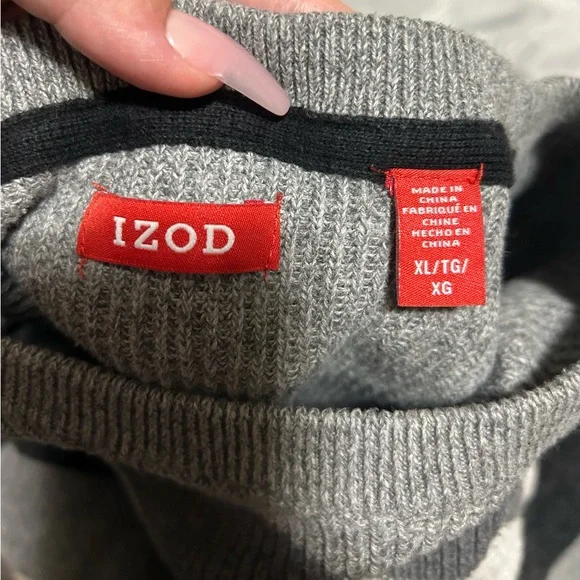 IZOD
MADE IN
CHINA
FABRIQUÉ EN
CHINE
HECHO EN
CHINA
XL/TG/
XG